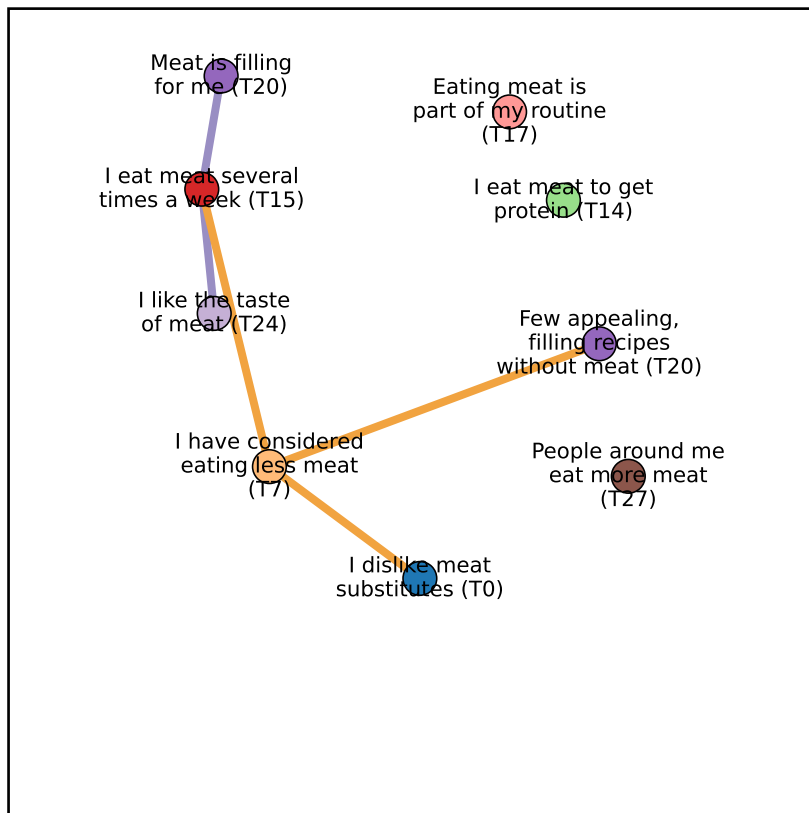 Meat is filling
for me (T20)
Eating meat is
part of my routine
(T17)
I eat meat several
times a week (T15)
I eat meat to get
protein (T14)
I like the taste
of meat (T24)
Few appealing,
filling recipes
without meat (T20)
I have considered
eating less meat
(T7)
People around me
eat more meat
(T27)
I dislike meat
substitutes (T0)